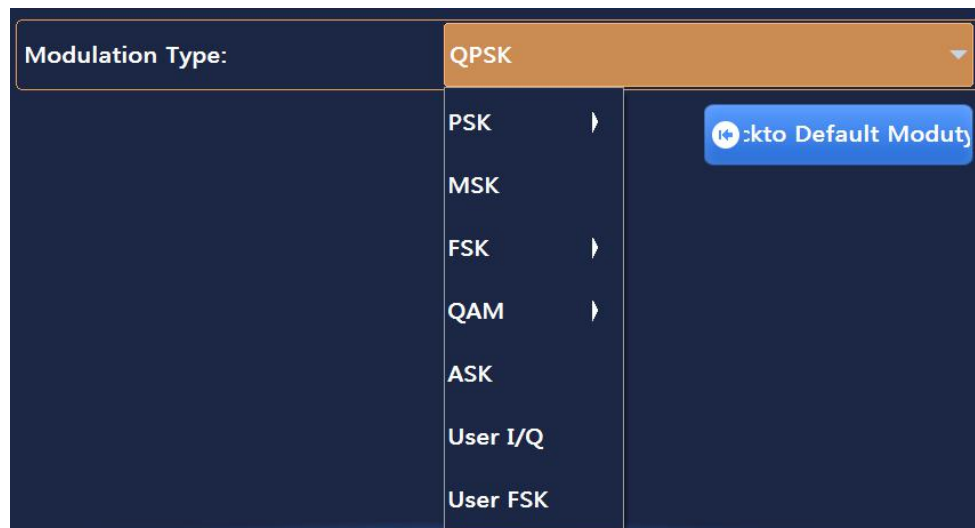 Modulation Type:
QPSK
PSK
:kto Default Moduty
MSK
FSK
QAM
ASK
User I/Q
User FSK